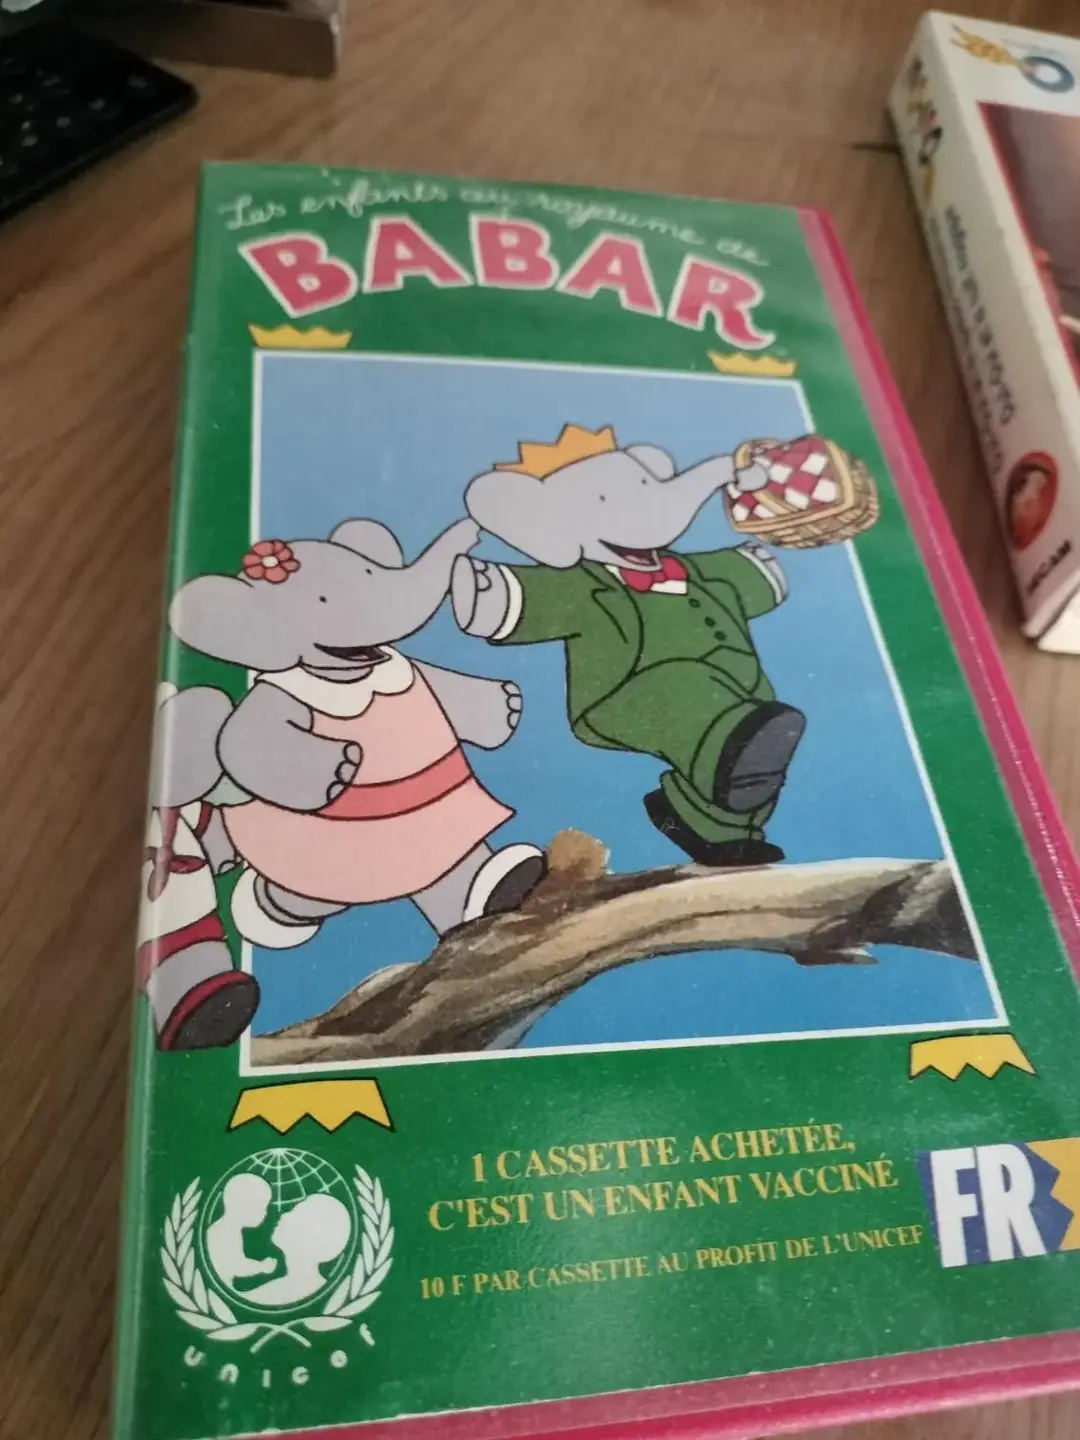 Les enfants au royaume de
BABAR
1 CASSETTE ACHETÉE,
C'EST UN ENFANT VACCINÉ
10 F PAR CASSETTE AU PROFIT DE L'UNICEF
unicef
FR